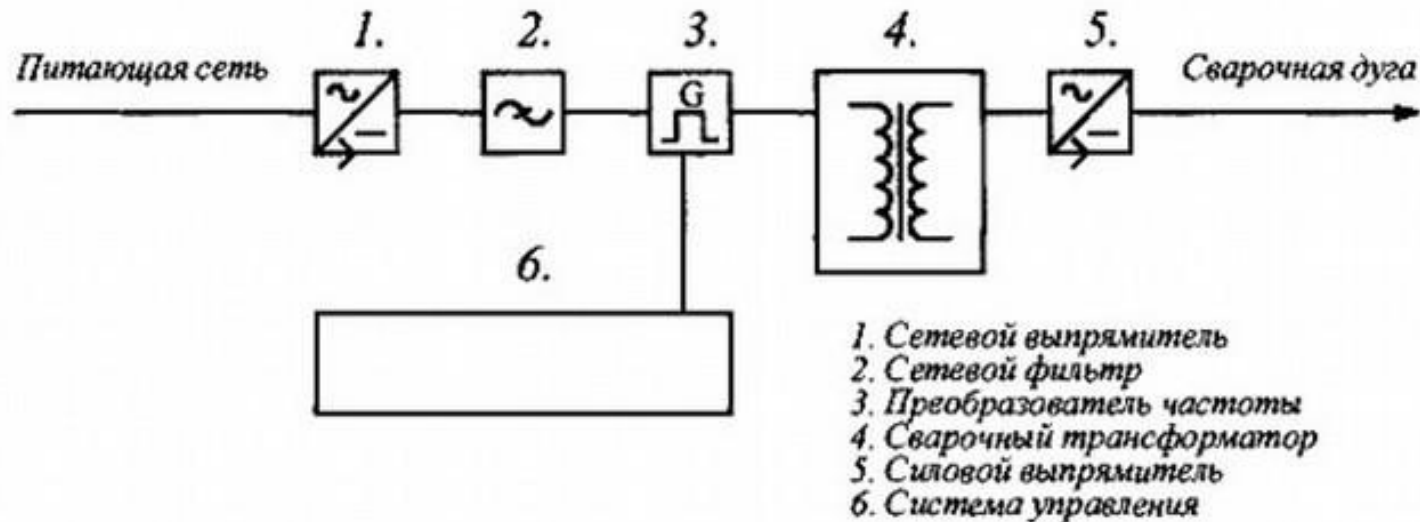 1. 2. 3. 4. 5.
Питающая сеть
Сварочная дуга
G
6.
1. Сетевой выпрямитель
2. Сетевой фильтр
3. Преобразователь частоты
4. Сварочный трансформатор
5. Силовой выпрямитель
6. Система управления